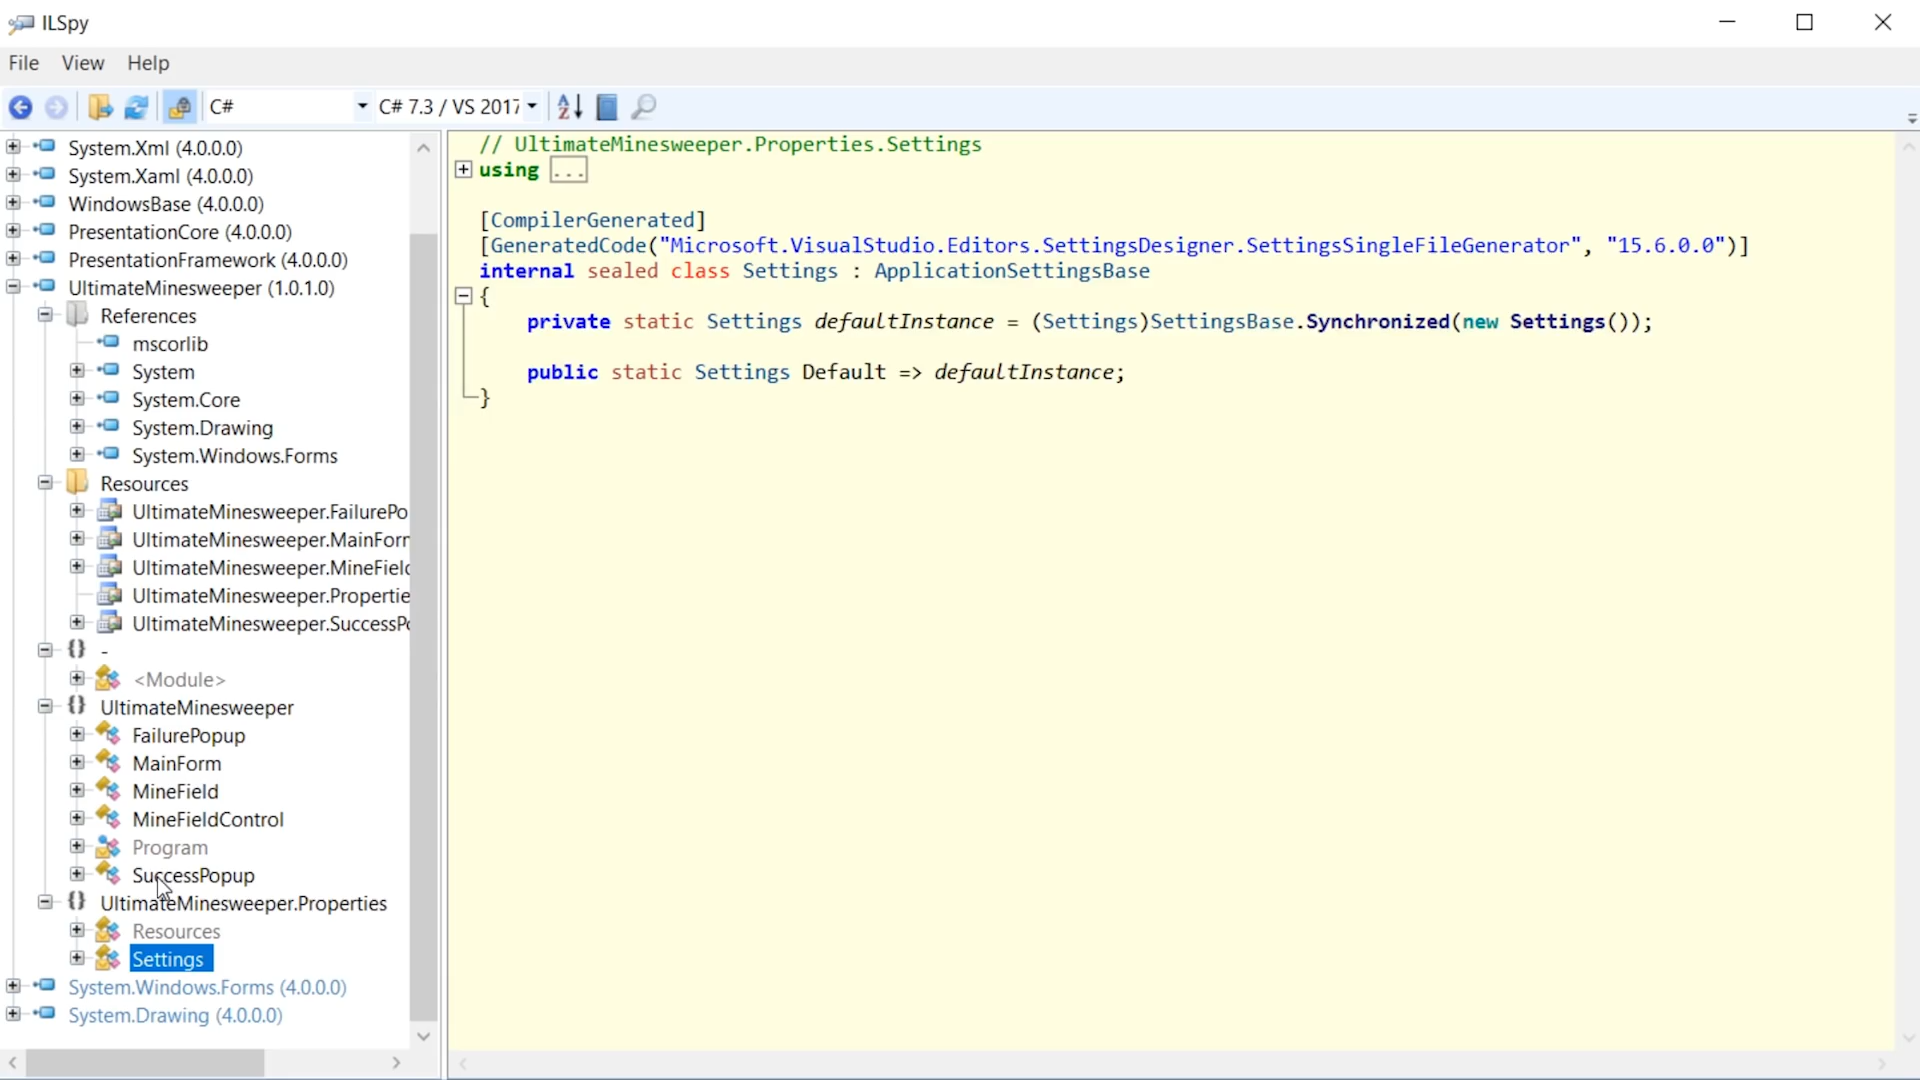 ILSpy
File View Help
C# C# 7.3 / VS 2017
System.Xml (4.0.0.0)
System.Xaml (4.0.0.0)
WindowsBase (4.0.0.0)
PresentationCore (4.0.0.0)
PresentationFramework (4.0.0.0)
UltimateMinesweeper (1.0.1.0)
References
mscorlib
System
System.Core
System.Drawing
System.Windows.Forms
Resources
UltimateMinesweeper.FailurePo
UltimateMinesweeper.MainForm
UltimateMinesweeper.MineField
UltimateMinesweeper.Propertie
UltimateMinesweeper.SuccessPo
{} -
<Module>
{} UltimateMinesweeper
FailurePopup
MainForm
MineField
MineFieldControl
Program
SuccessPopup
{} UltimateMinesweeper.Properties
Resources
Settings
System.Windows.Forms (4.0.0.0)
System.Drawing (4.0.0.0)
// UltimateMinesweeper.Properties.Settings
using ...
[CompilerGenerated]
[GeneratedCode("Microsoft.VisualStudio.Editors.SettingsDesigner.SettingsSingleFileGenerator", "15.6.0.0")]
internal sealed class Settings : ApplicationSettingsBase
{
private static Settings defaultInstance = (Settings)SettingsBase.Synchronized(new Settings());
public static Settings Default => defaultInstance;
}